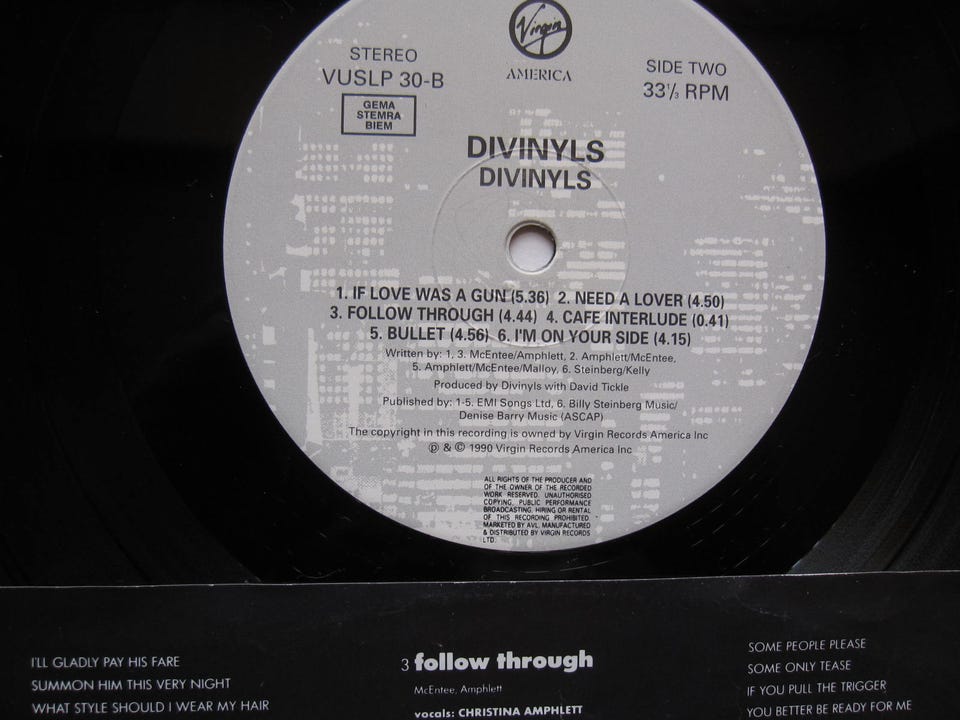 Virgin
AMERICA
STEREO
VUSLP 30-B
GEMA
STEMRA
BIEM
SIDE TWO
33⅓ RPM
DIVINYLS
DIVINYLS
1. IF LOVE WAS A GUN (5.36) 2. NEED A LOVER (4.50)
3. FOLLOW THROUGH (4.44) 4. CAFE INTERLUDE (0.41)
5. BULLET (4.56) 6. I'M ON YOUR SIDE (4.15)
Written by: 1, 3. McEntee/Amphlett, 2. Amphlett/McEntee,
5. Amphlett/McEntee/Malloy, 6. Steinberg/Kelly
Produced by Divinyls with David Tickle
Published by: 1-5. EMI Songs Ltd, 6. Billy Steinberg Music/
Denise Barry Music (ASCAP)
The copyright in this recording is owned by Virgin Records America Inc
℗ & © 1990 Virgin Records America Inc
ALL RIGHTS OF THE PRODUCER AND
OF THE OWNER OF THE RECORDED
WORK RESERVED. UNAUTHORISED
COPYING, PUBLIC PERFORMANCE
BROADCASTING, HIRING OR RENTAL
OF THIS RECORDING PROHIBITED.
MARKETED BY AVL. MANUFACTURED
& DISTRIBUTED BY VIRGIN RECORDS
LTD.
I'LL GLADLY PAY HIS FARE
SUMMON HIM THIS VERY NIGHT
WHAT STYLE SHOULD I WEAR MY HAIR
3 follow through
McEntee, Amphlett
vocals: CHRISTINA AMPHLETT
SOME PEOPLE PLEASE
SOME ONLY TEASE
IF YOU PULL THE TRIGGER
YOU BETTER BE READY FOR ME